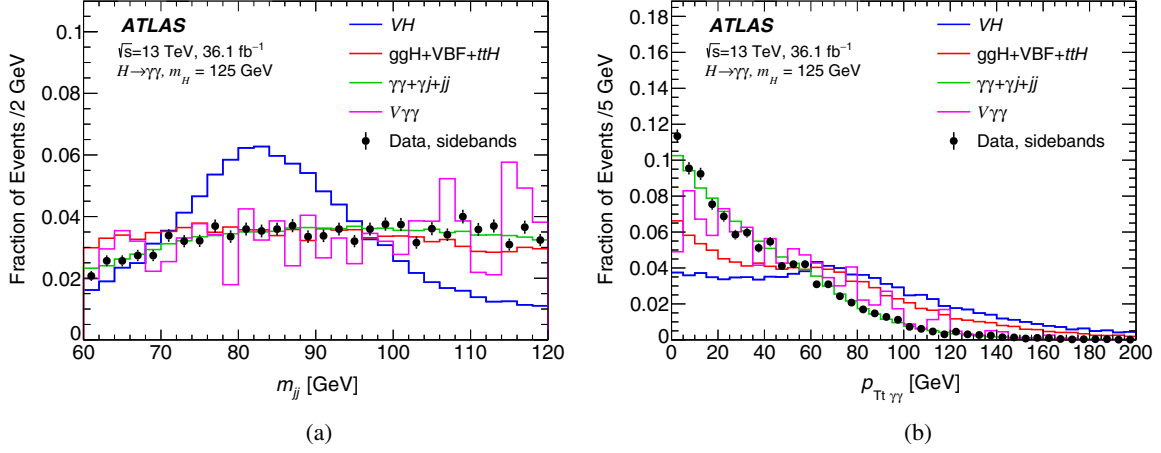 ATLAS
√s=13 TeV, 36.1 fb⁻¹
H→γγ, m_H = 125 GeV
VH
ggH+VBF+ttH
γγ+γj+jj
Vγγ
Data, sidebands
Fraction of Events /2 GeV
0.1
0.08
0.06
0.04
0.02
0
60 70 80 90 100 110 120
m_jj [GeV]
(a)
ATLAS
√s=13 TeV, 36.1 fb⁻¹
H→γγ, m_H = 125 GeV
VH
ggH+VBF+ttH
γγ+γj+jj
Vγγ
Data, sidebands
Fraction of Events /5 GeV
0.18
0.16
0.14
0.12
0.1
0.08
0.06
0.04
0.02
0
0 20 40 60 80 100 120 140 160 180 200
p_Tt γγ [GeV]
(b)